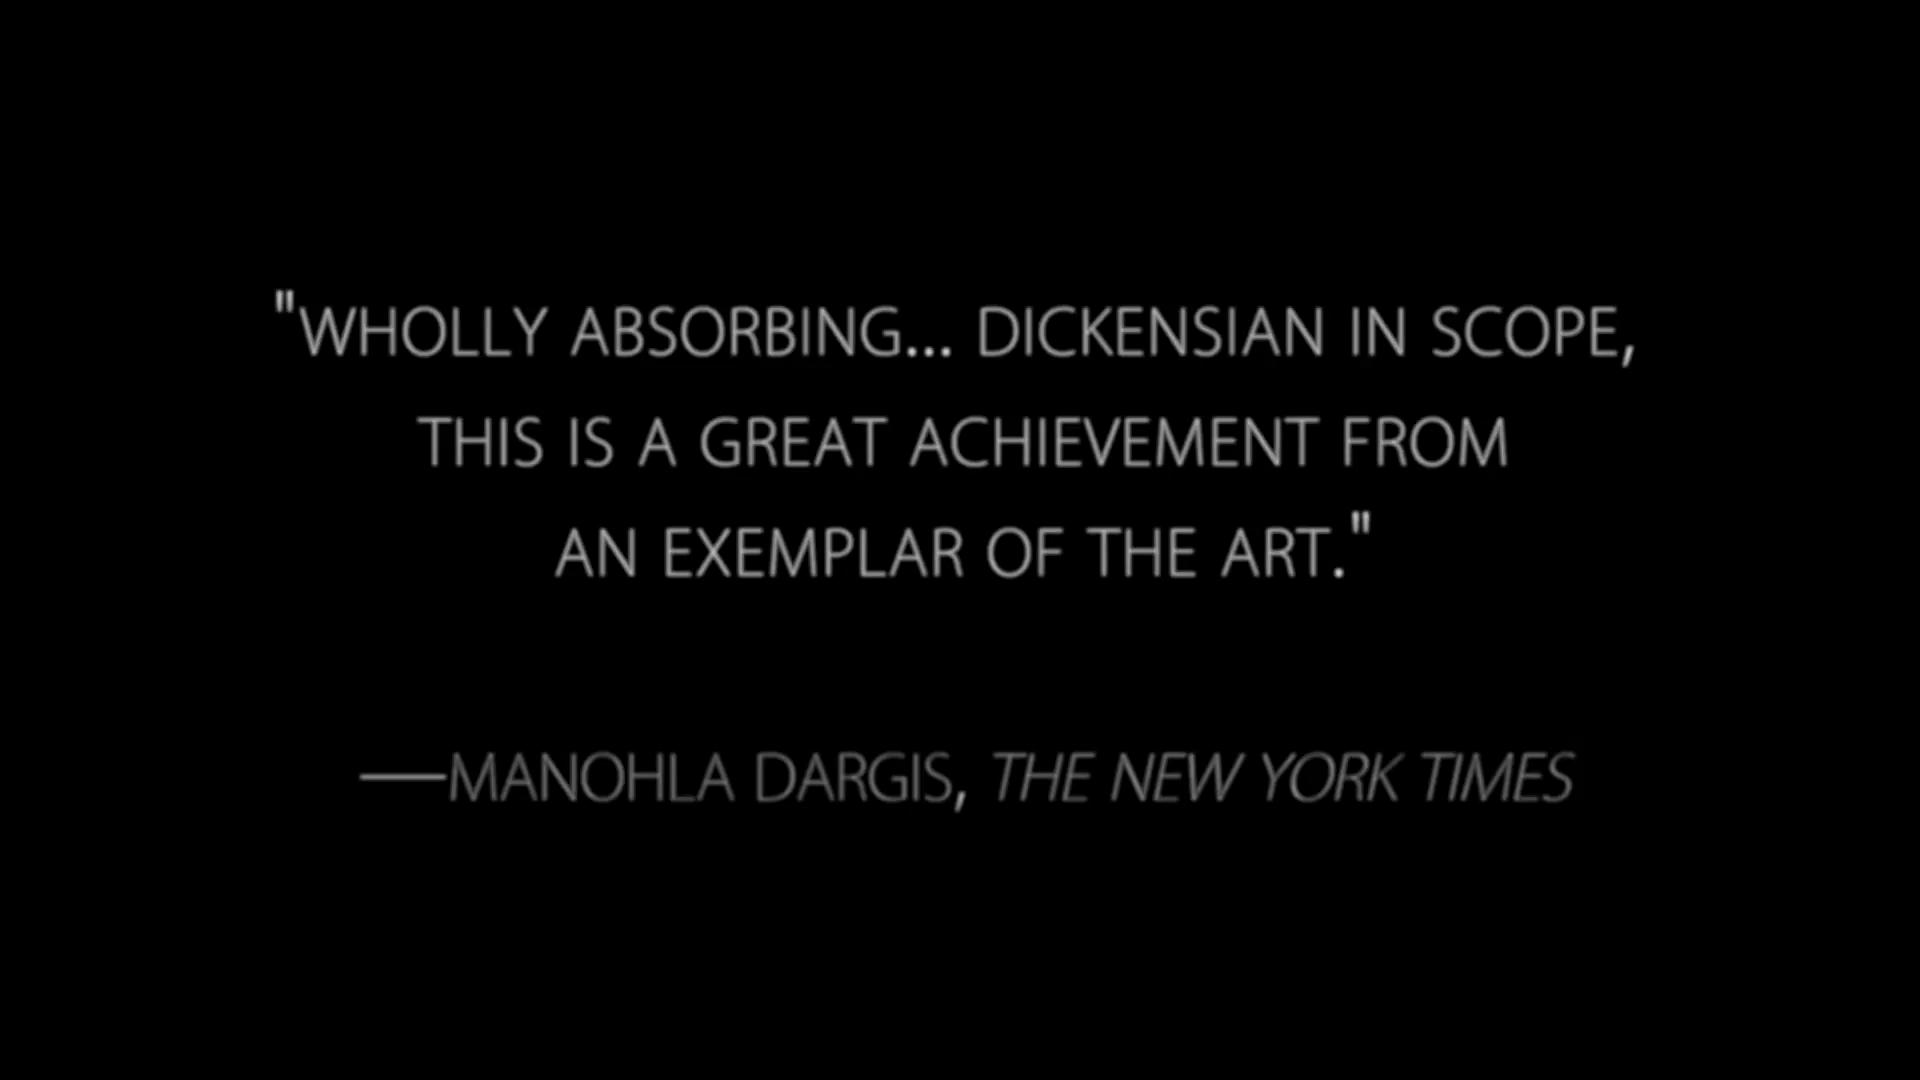 "WHOLLY ABSORBING... DICKENSIAN IN SCOPE,
THIS IS A GREAT ACHIEVEMENT FROM
AN EXEMPLAR OF THE ART."
—MANOHLA DARGIS, THE NEW YORK TIMES